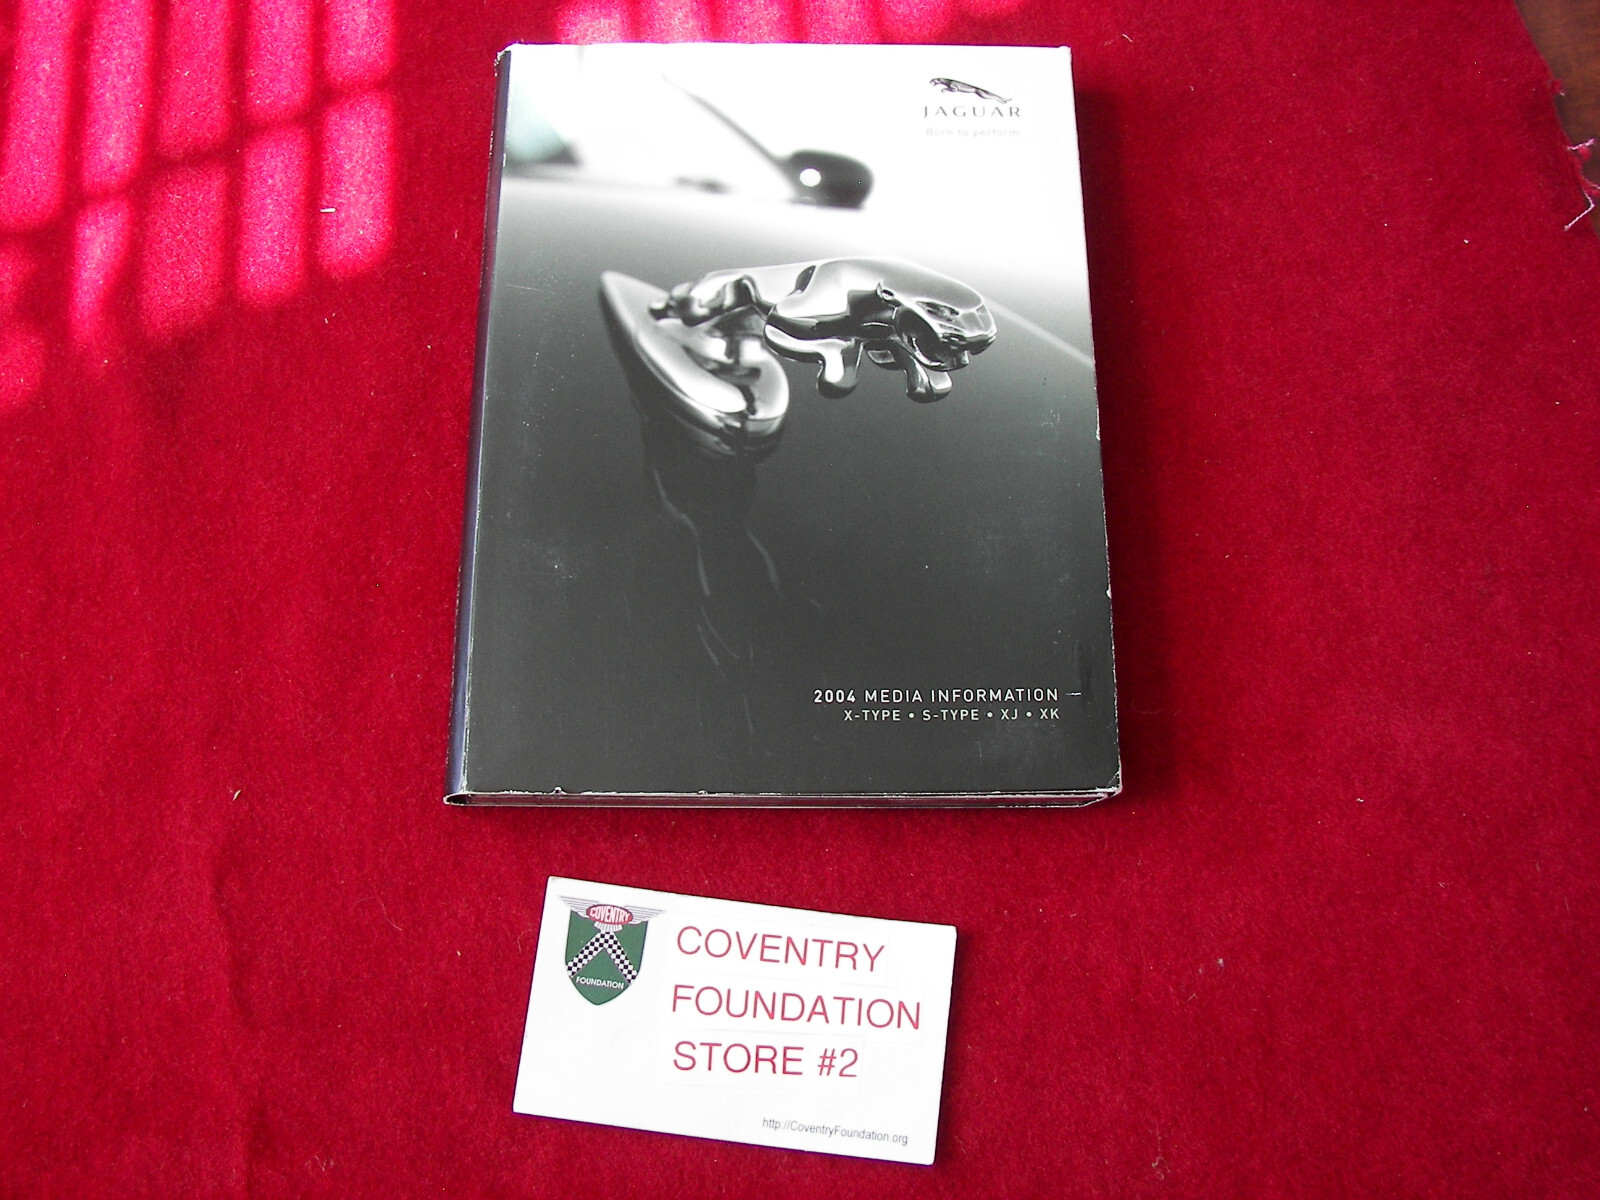 JAGUAR
Born to perform
2004 MEDIA INFORMATION
X-TYPE • S-TYPE • XJ • XK
COVENTRY
FOUNDATION
COVENTRY
FOUNDATION
STORE #2
http://CoventryFoundation.org